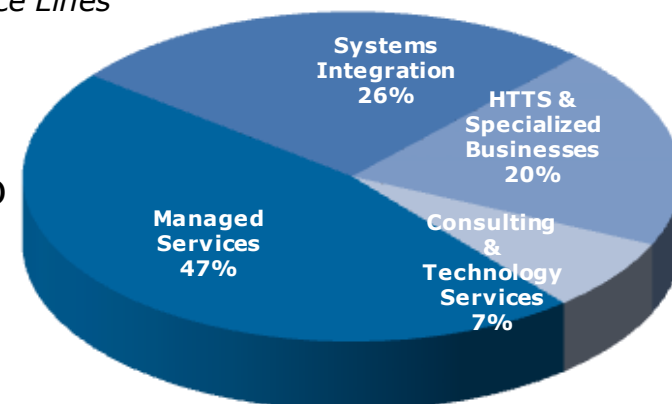 ce Lines
Systems
Integration
26%
HTTS &
Specialized
Businesses
20%
Managed
Services
47%
Consulting
&
Technology
Services
7%